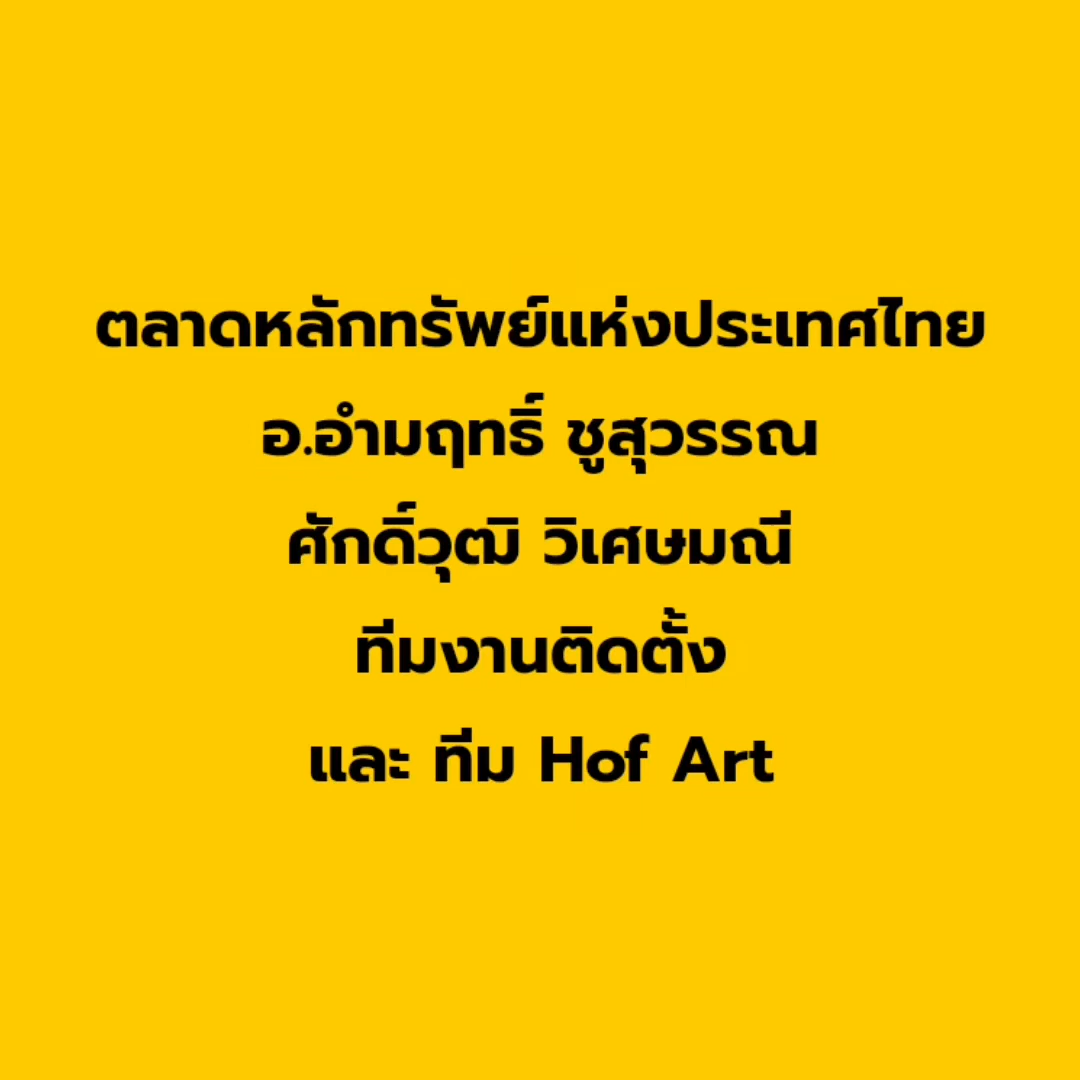 ตลาดหลักทรัพย์แห่งประเทศไทย
อ.อำมฤทธิ์ ชูสุวรรณ
ศักดิ์วุฒิ วิเศษมณี
ทีมงานติดตั้ง
และ ทีม Hof Art